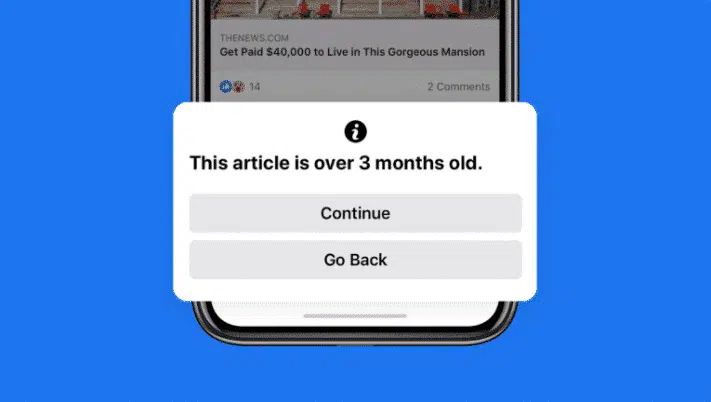 THENEWS.COM
Get Paid $40,000 to Live in This Gorgeous Mansion
14
2 Comments
This article is over 3 months old.
Continue
Go Back